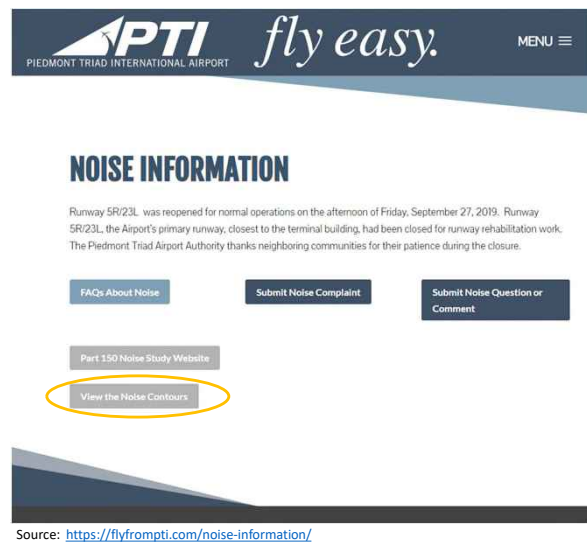 PTI
fly easy.
MENU
PIEDMONT TRIAD INTERNATIONAL AIRPORT
NOISE INFORMATION
Runway 5R/23L was reopened for normal operations on the afternoon of Friday, September 27, 2019. Runway
5R/23L, the Airport's primary runway, closest to the terminal building, had been closed for runway rehabilitation work.
The Piedmont Triad Airport Authority thanks neighboring communities for their patience during the closure.
FAQs About Noise
Submit Noise Complaint
Submit Noise Question or
Comment
Part 150 Noise Study Website
View the Noise Contours
Source: https://flyfrompti.com/noise-information/